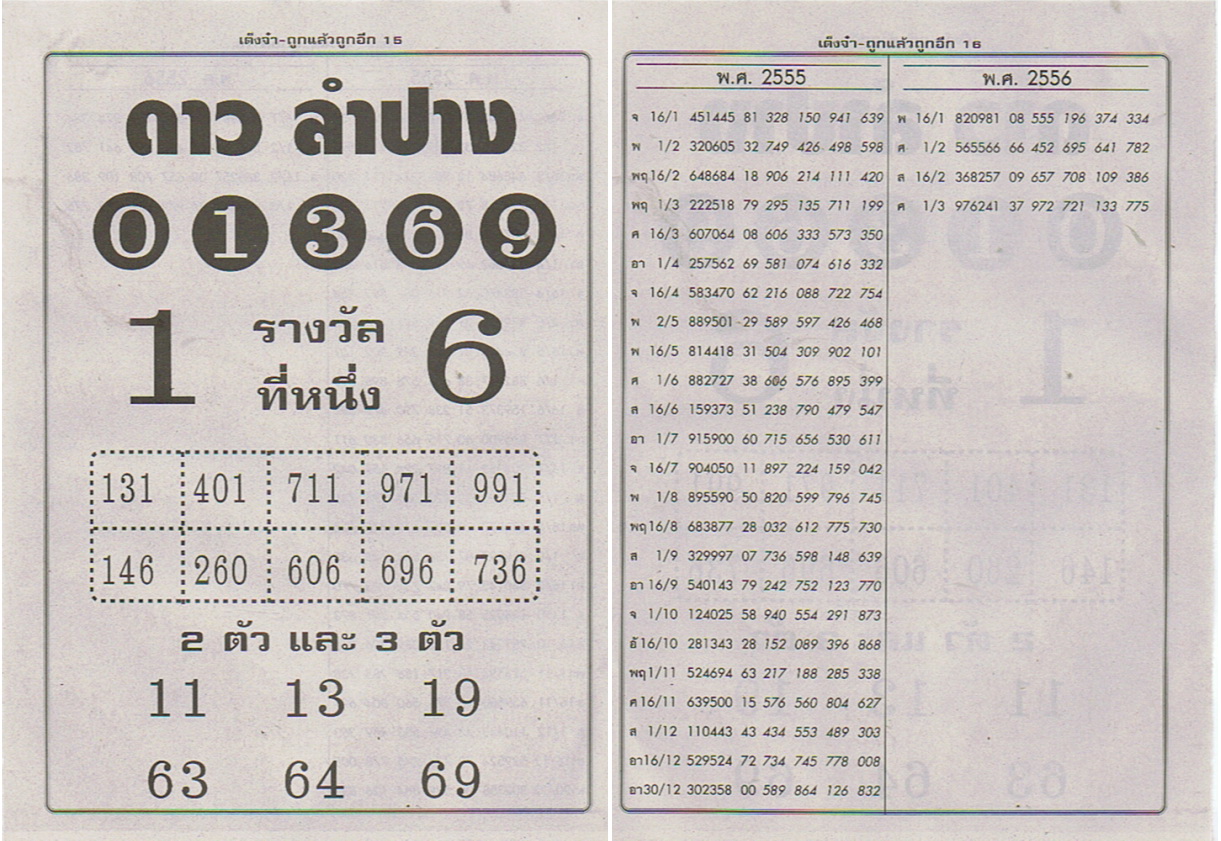 เต็งจ๋า-ถูกแล้วถูกอีก 15
ดาว ลำปาง
0 1 3 6 9
1 รางวัล 6
ที่หนึ่ง
131 401 711 971 991
146 260 606 696 736
2 ตัว และ 3 ตัว
11 13 19
63 64 69
เต็งจ๋า-ถูกแล้วถูกอีก 16
พ.ศ. 2555
จ 16/1 451445 81 328 150 941 639
พ 1/2 320605 32 749 426 498 598
พฤ 16/2 648684 18 906 214 111 420
พฤ 1/3 222518 79 295 135 711 199
ศ 16/3 607064 08 606 333 573 350
อา 1/4 257562 69 581 074 616 332
จ 16/4 583470 62 216 088 722 754
พ 2/5 889501 29 589 597 426 468
พ 16/5 814418 31 504 309 902 101
ศ 1/6 882727 38 606 576 895 399
ส 16/6 159373 51 238 790 479 547
อา 1/7 915900 60 715 656 530 611
จ 16/7 904050 11 897 224 159 042
พ 1/8 895590 50 820 599 796 745
พฤ 16/8 683877 28 032 612 775 730
ส 1/9 329997 07 736 598 148 639
อา 16/9 540143 79 242 752 123 770
จ 1/10 124025 58 940 554 291 873
อ 16/10 281343 28 152 089 396 868
พฤ 1/11 524694 63 217 188 285 338
ศ 16/11 639500 15 576 560 804 627
ส 1/12 110443 43 434 553 489 303
อา 16/12 529524 72 734 745 778 008
อา 30/12 302358 00 589 864 126 832
พ.ศ. 2556
พ 16/1 820981 08 555 196 374 334
ศ 1/2 565566 66 452 695 641 782
ส 16/2 368257 09 657 708 109 386
ศ 1/3 976241 37 972 721 133 775